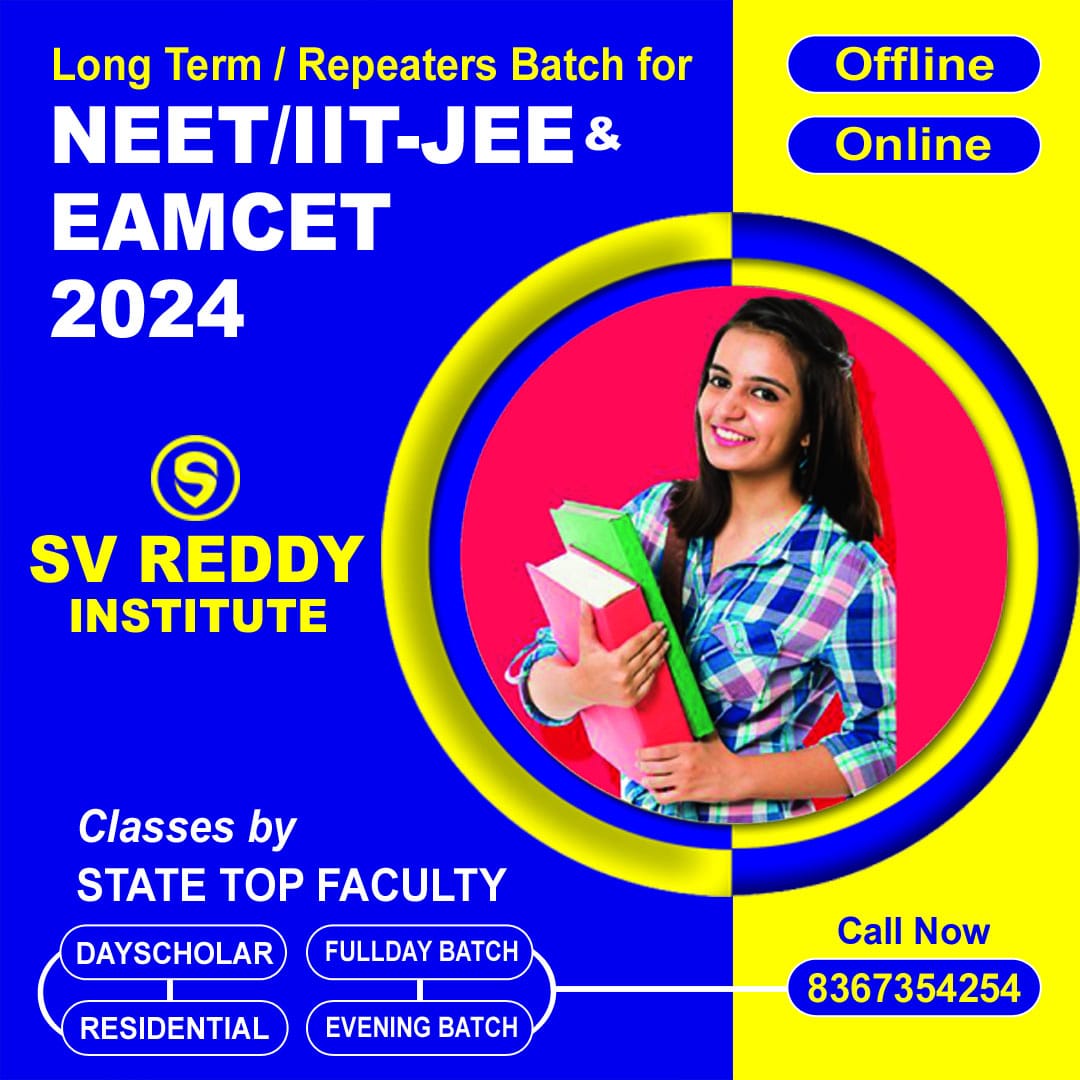 Long Term / Repeaters Batch for
NEET/IIT-JEE &
EAMCET
2024
Offline
Online
S
SV REDDY
INSTITUTE
Classes by
STATE TOP FACULTY
DAYSCHOLAR
FULLDAY BATCH
RESIDENTIAL
EVENING BATCH
Call Now
8367354254